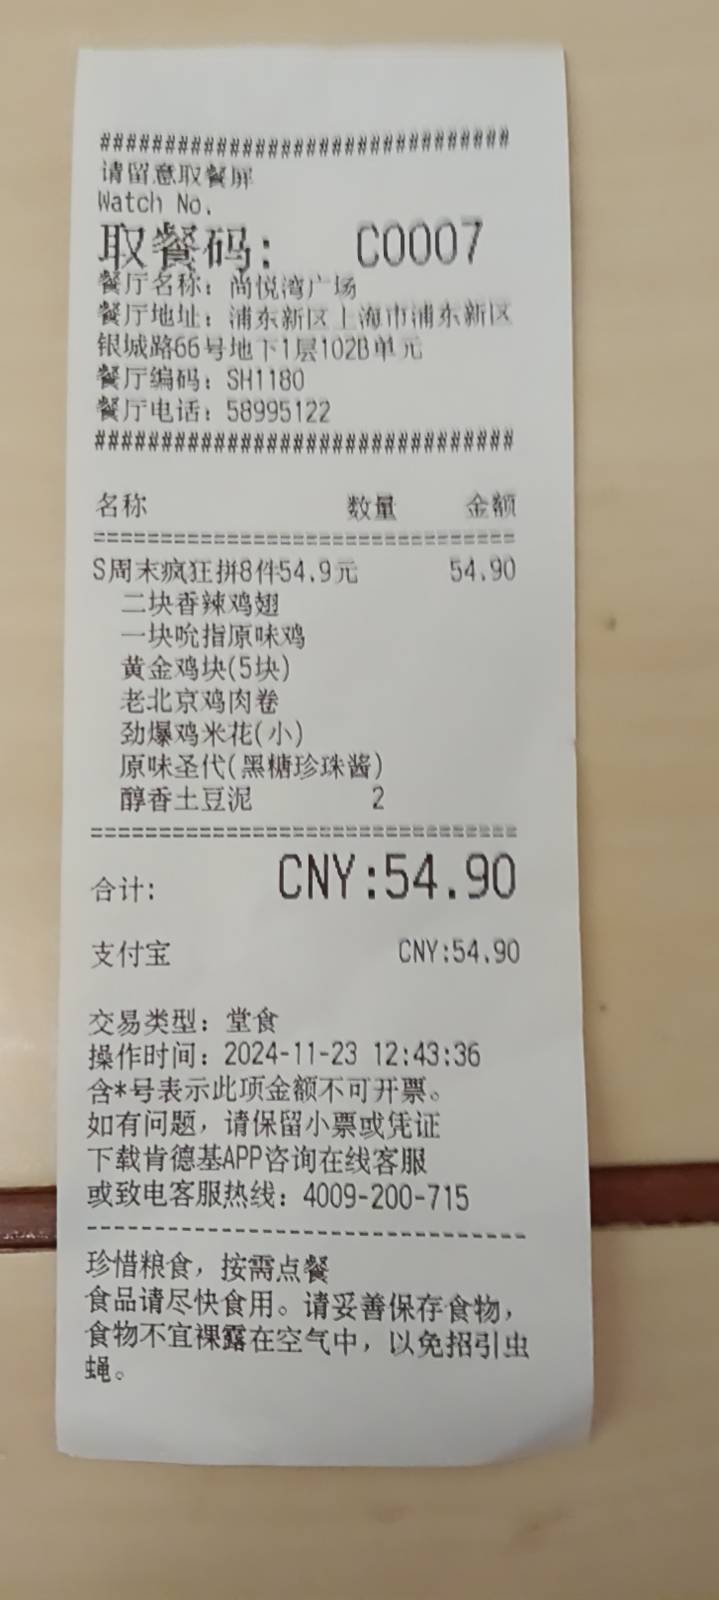 ################################
请留意取餐屏
Watch No.
取餐码: C0007
餐厅名称: 尚悦湾广场
餐厅地址: 浦东新区上海市浦东新区
银城路66号地下1层102B单元
餐厅编码: SH1180
餐厅电话: 58995122
################################
名称 数量 金额
================================
S周末疯狂拼8件54.9元 54.90
二块香辣鸡翅
一块吮指原味鸡
黄金鸡块(5块)
老北京鸡肉卷
劲爆鸡米花(小)
原味圣代(黑糖珍珠酱)
醇香土豆泥 2
================================
合计: CNY:54.90
支付宝 CNY:54.90
交易类型: 堂食
操作时间: 2024-11-23 12:43:36
含*号表示此项金额不可开票。
如有问题，请保留小票或凭证
下载肯德基APP咨询在线客服
或致电客服热线: 4009-200-715
--------------------------------
珍惜粮食，按需点餐
食品请尽快食用。请妥善保存食物，
食物不宜裸露在空气中，以免招引虫
蝇。